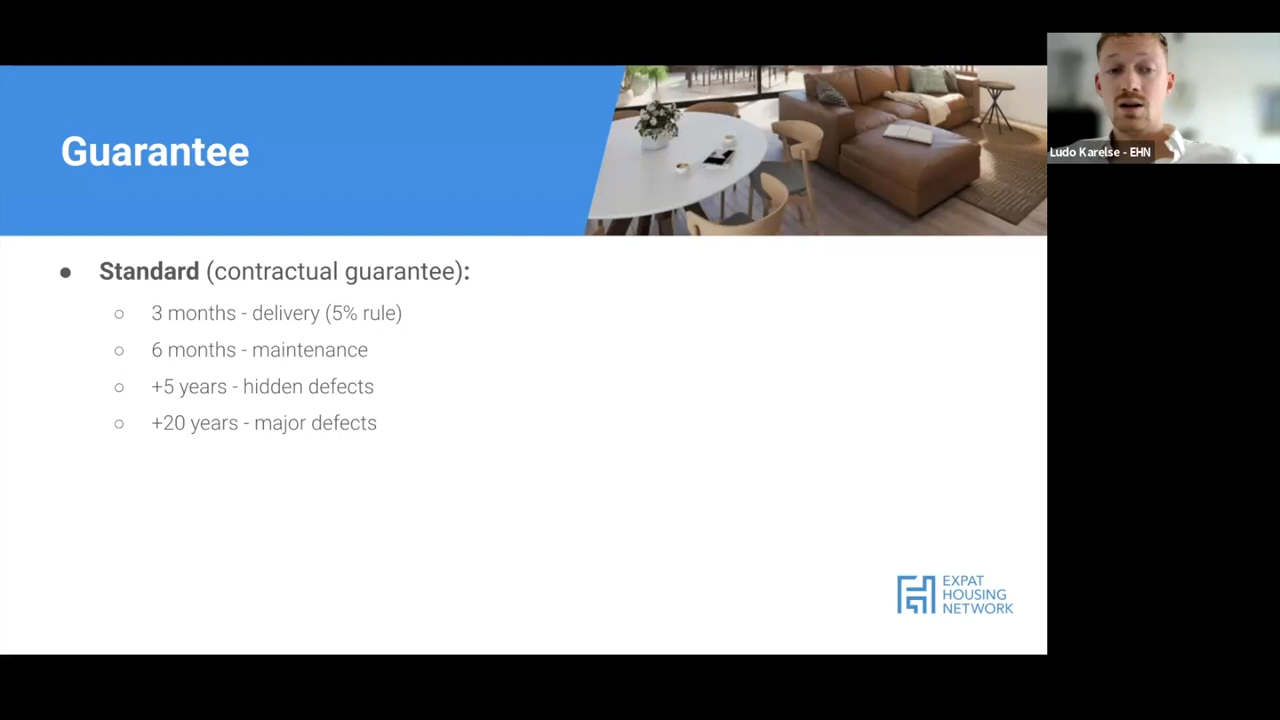 Guarantee
Ludo Karelse - EHN
● Standard (contractual guarantee):
○ 3 months - delivery (5% rule)
○ 6 months - maintenance
○ +5 years - hidden defects
○ +20 years - major defects
EXPAT
HOUSING
NETWORK